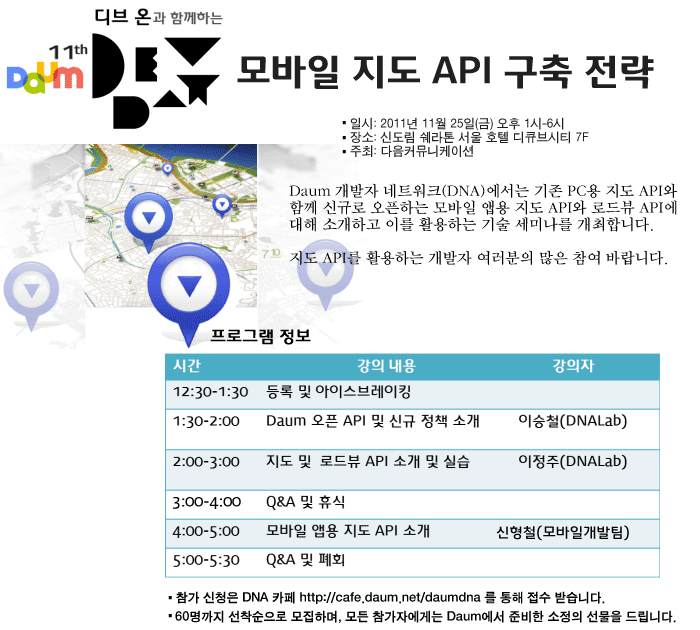 디브 온과 함께하는
11th
Daum
DEV
DAY
모바일 지도 API 구축 전략
▪ 일시: 2011년 11월 25일(금) 오후 1시-6시
▪ 장소: 신도림 쉐라톤 서울 호텔 디큐브시티 7F
▪ 주최: 다음커뮤니케이션
Daum 개발자 네트워크(DNA)에서는 기존 PC용 지도 API와
함께 신규로 오픈하는 모바일 앱용 지도 API와 로드뷰 API에
대해 소개하고 이를 활용하는 기술 세미나를 개최합니다.
지도 API를 활용하는 개발자 여러분의 많은 참여 바랍니다.
710
프로그램 정보
시간 강의 내용 강의자
12:30-1:30 등록 및 아이스브레이킹
1:30-2:00 Daum 오픈 API 및 신규 정책 소개 이승철(DNALab)
2:00-3:00 지도 및 로드뷰 API 소개 및 실습 이정주(DNALab)
3:00-4:00 Q&A 및 휴식
4:00-5:00 모바일 앱용 지도 API 소개 신형철(모바일개발팀)
5:00-5:30 Q&A 및 폐회
▪ 참가 신청은 DNA 카페 http://cafe.daum.net/daumdna 를 통해 접수 받습니다.
▪ 60명까지 선착순으로 모집하며, 모든 참가자에게는 Daum에서 준비한 소정의 선물을 드립니다.